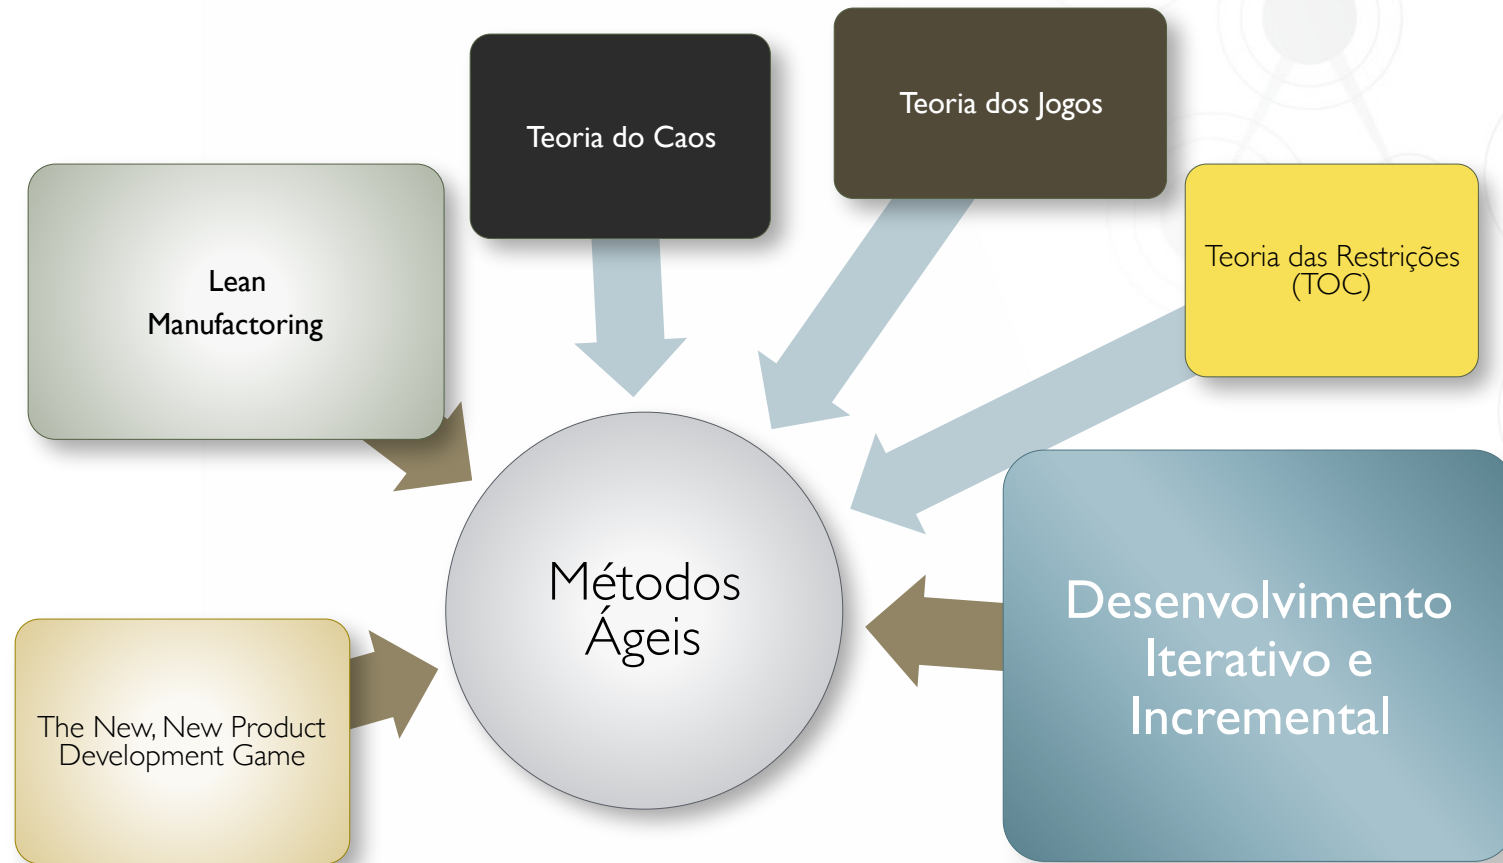 Teoria do Caos
Teoria dos Jogos
Lean
Manufactoring
Teoria das Restrições
(TOC)
Métodos
Ágeis
Desenvolvimento
Iterativo e
Incremental
The New, New Product
Development Game